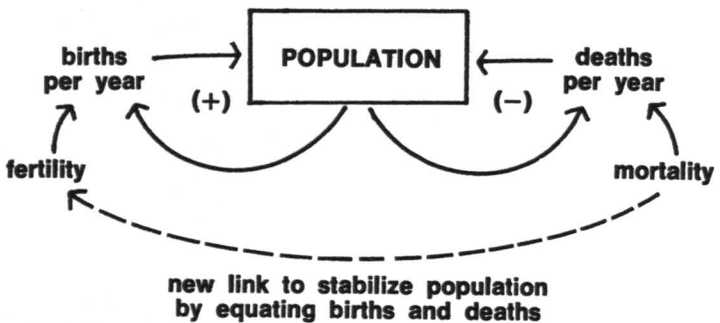 births
per year
POPULATION
deaths
per year
(+)
(−)
fertility
mortality
new link to stabilize population
by equating births and deaths